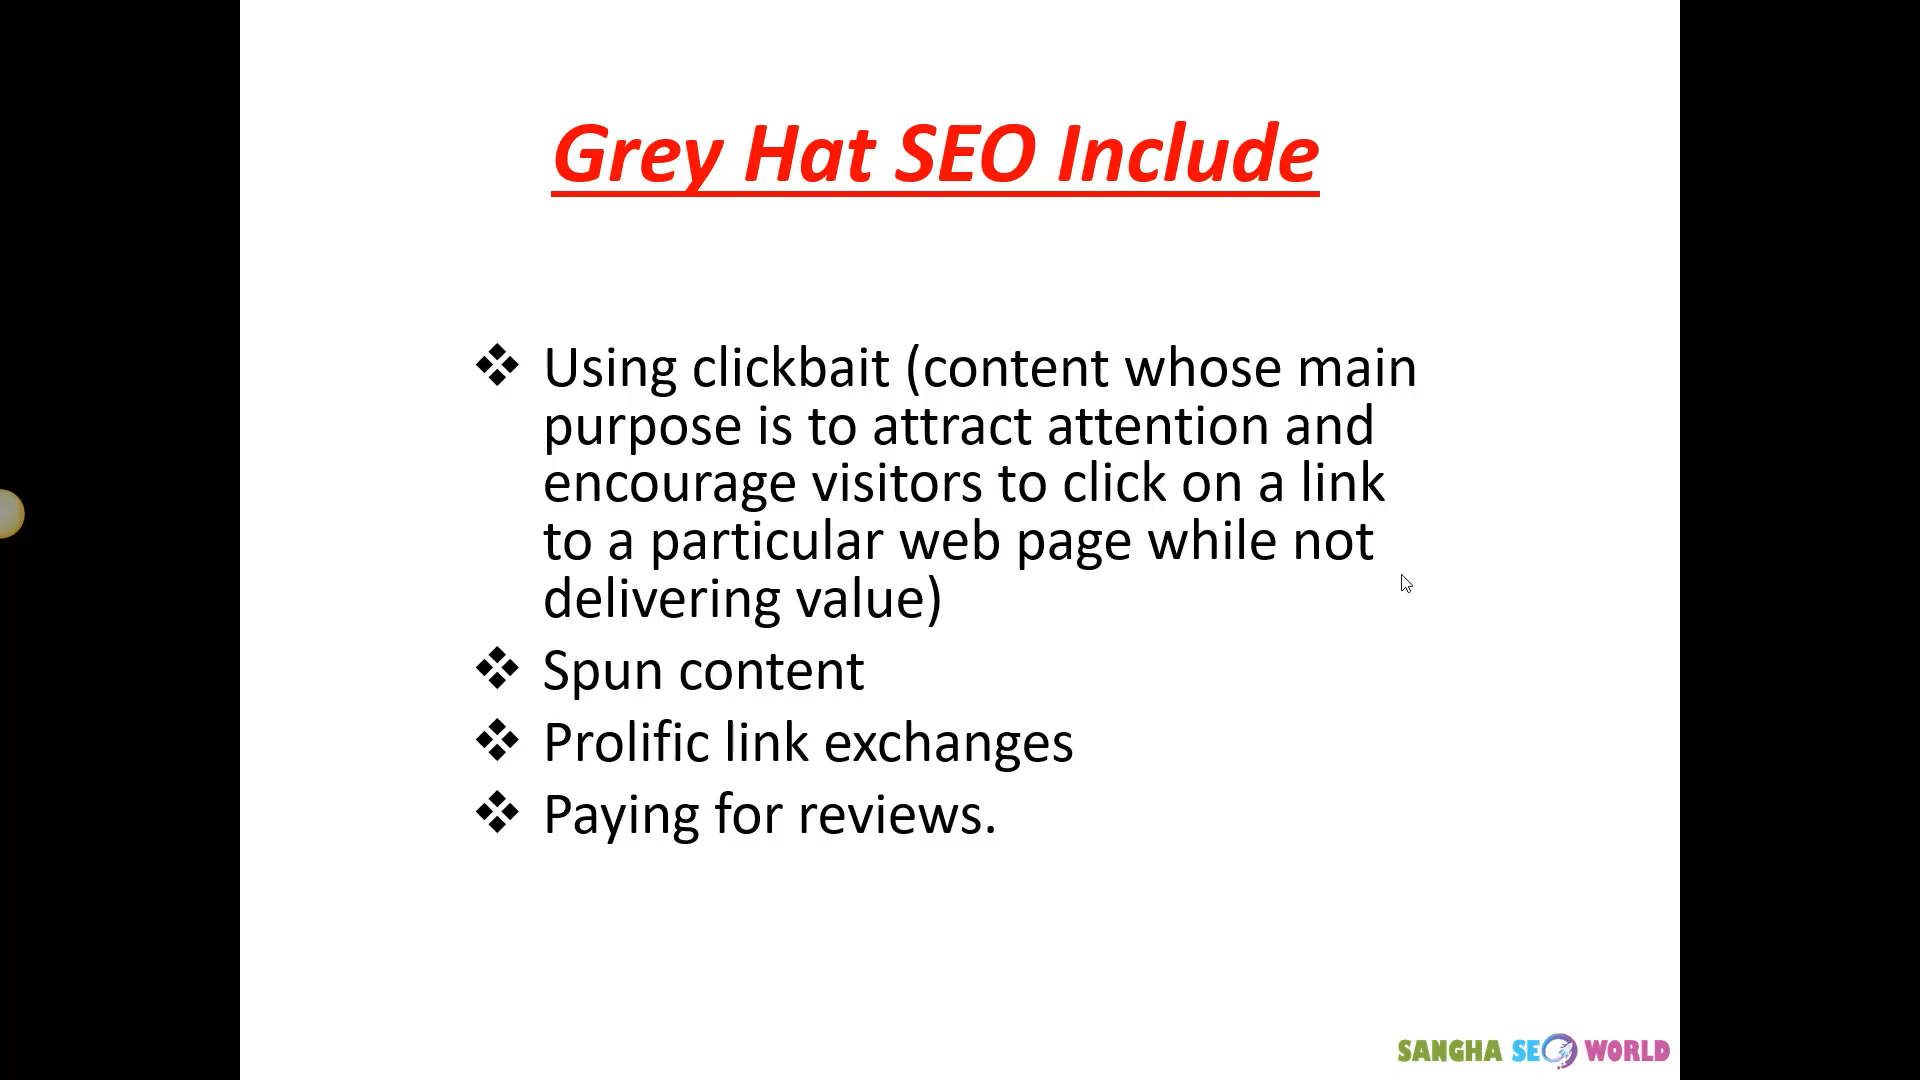 Grey Hat SEO Include
❖ Using clickbait (content whose main
purpose is to attract attention and
encourage visitors to click on a link
to a particular web page while not
delivering value)
❖ Spun content
❖ Prolific link exchanges
❖ Paying for reviews.
SANGHA SEO WORLD